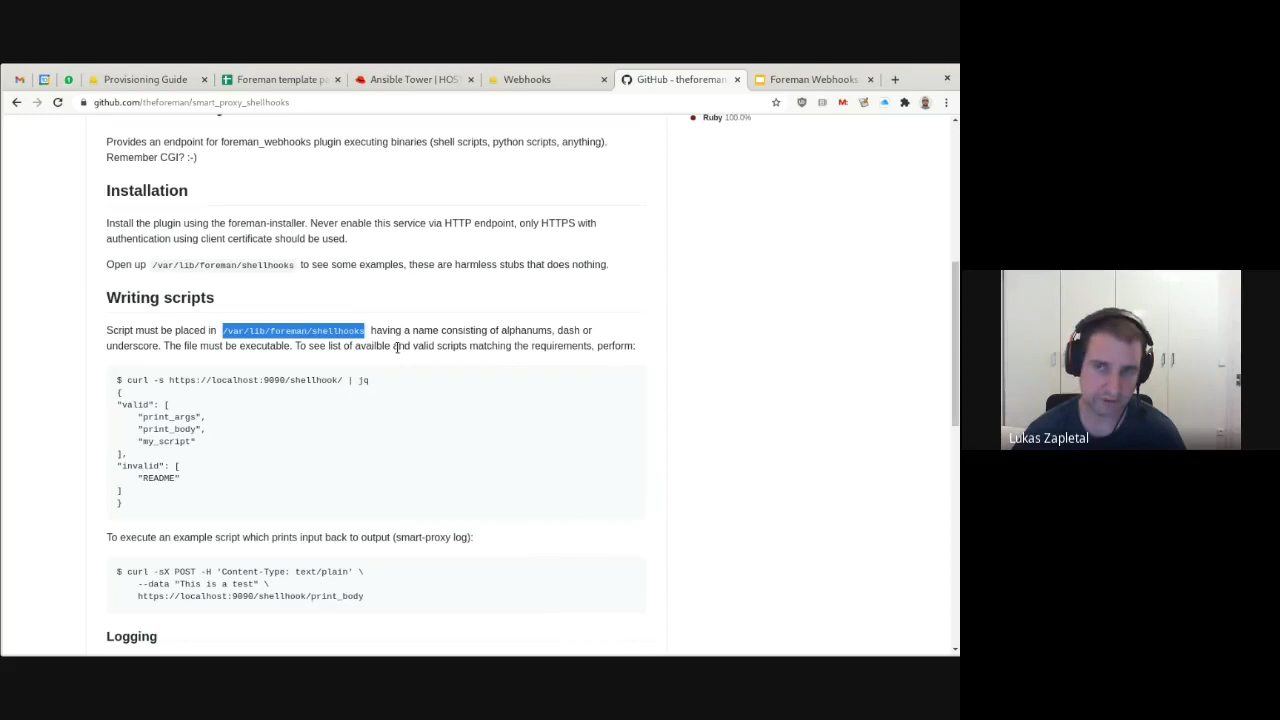 Provisioning Guide
Foreman template pa
Ansible Tower | HOS
Webhooks
GitHub - theforeman
Foreman Webhooks
github.com/theforeman/smart_proxy_shellhooks
Provides an endpoint for foreman_webhooks plugin executing binaries (shell scripts, python scripts, anything).
Remember CGI? :-)
Ruby 100.0%
Installation
Install the plugin using the foreman-installer. Never enable this service via HTTP endpoint, only HTTPS with
authentication using client certificate should be used.
Open up /var/lib/foreman/shellhooks to see some examples, these are harmless stubs that does nothing.
Writing scripts
Script must be placed in /var/lib/foreman/shellhooks having a name consisting of alphanums, dash or
underscore. The file must be executable. To see list of availble and valid scripts matching the requirements, perform:
$ curl -s https://localhost:9090/shellhook/ | jq
{
"valid": [
"print_args",
"print_body",
"my_script"
],
"invalid": [
"README"
]
}
To execute an example script which prints input back to output (smart-proxy log):
$ curl -sX POST -H 'Content-Type: text/plain' \
--data "This is a test" \
https://localhost:9090/shellhook/print_body
Logging
Lukas Zapletal